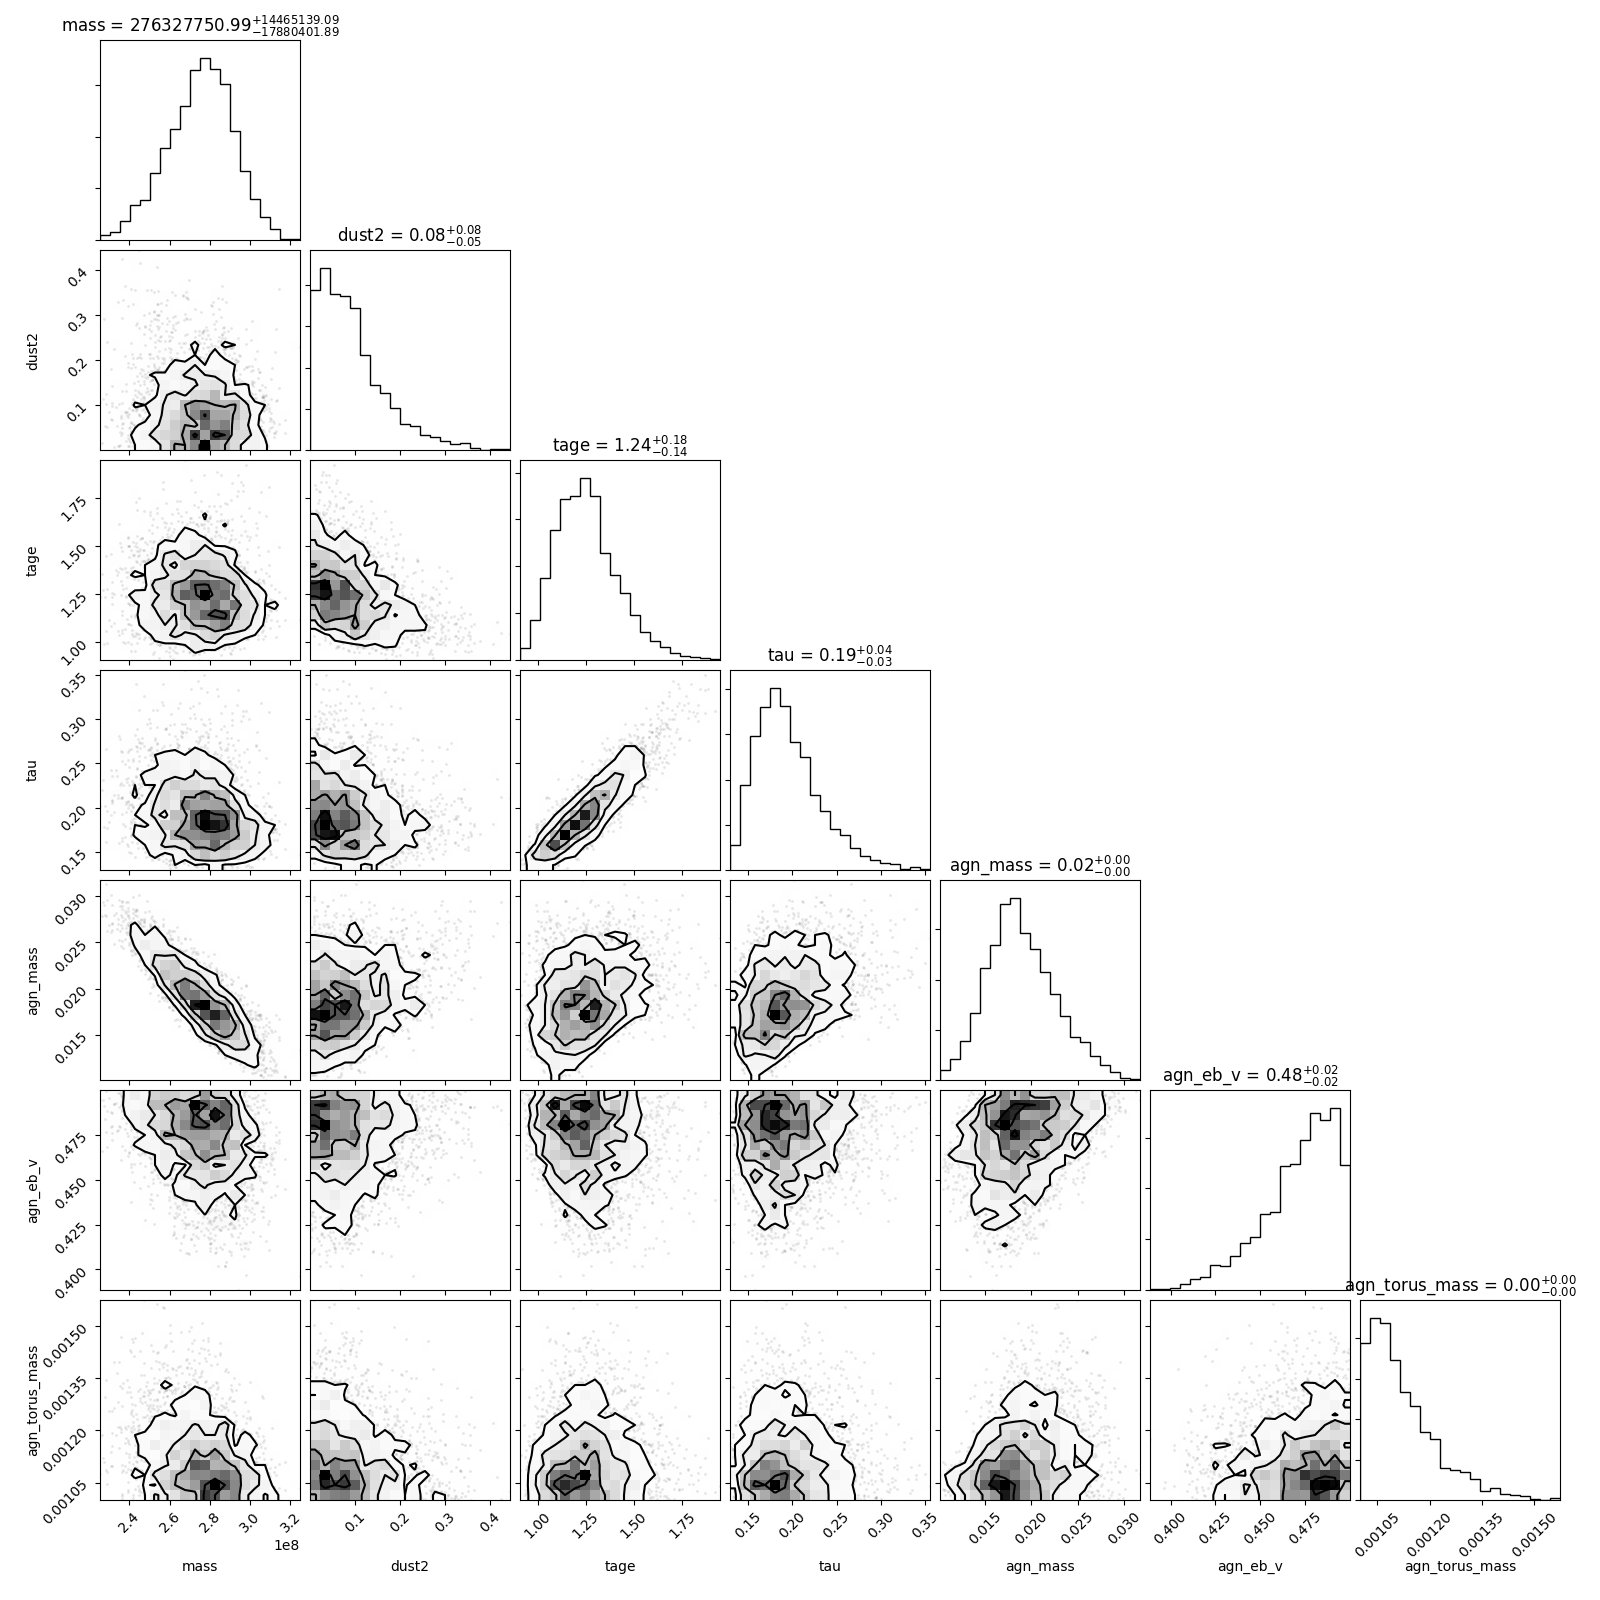 mass = 276327750.99 +14465139.09 −17880401.89
dust2 = 0.08 +0.08 −0.05
0.4
0.3
0.2
0.1
dust2
tage = 1.24 +0.18 −0.14
1.75
1.50
1.25
1.00
tage
tau = 0.19 +0.04 −0.03
0.35
0.30
0.25
0.20
0.15
tau
agn_mass = 0.02 +0.00 −0.00
0.030
0.025
0.020
0.015
agn_mass
agn_eb_v = 0.48 +0.02 −0.02
0.475
0.450
0.425
0.400
agn_eb_v
agn_torus_mass = 0.00 +0.00 −0.00
0.00150
0.00135
0.00120
0.00105
agn_torus_mass
2.4 2.6 2.8 3.0 3.2
1e8
mass
0.1 0.2 0.3 0.4
dust2
1.00 1.25 1.50 1.75
tage
0.15 0.20 0.25 0.30 0.35
tau
0.015 0.020 0.025 0.030
agn_mass
0.400 0.425 0.450 0.475
agn_eb_v
0.00105 0.00120 0.00135 0.00150
agn_torus_mass